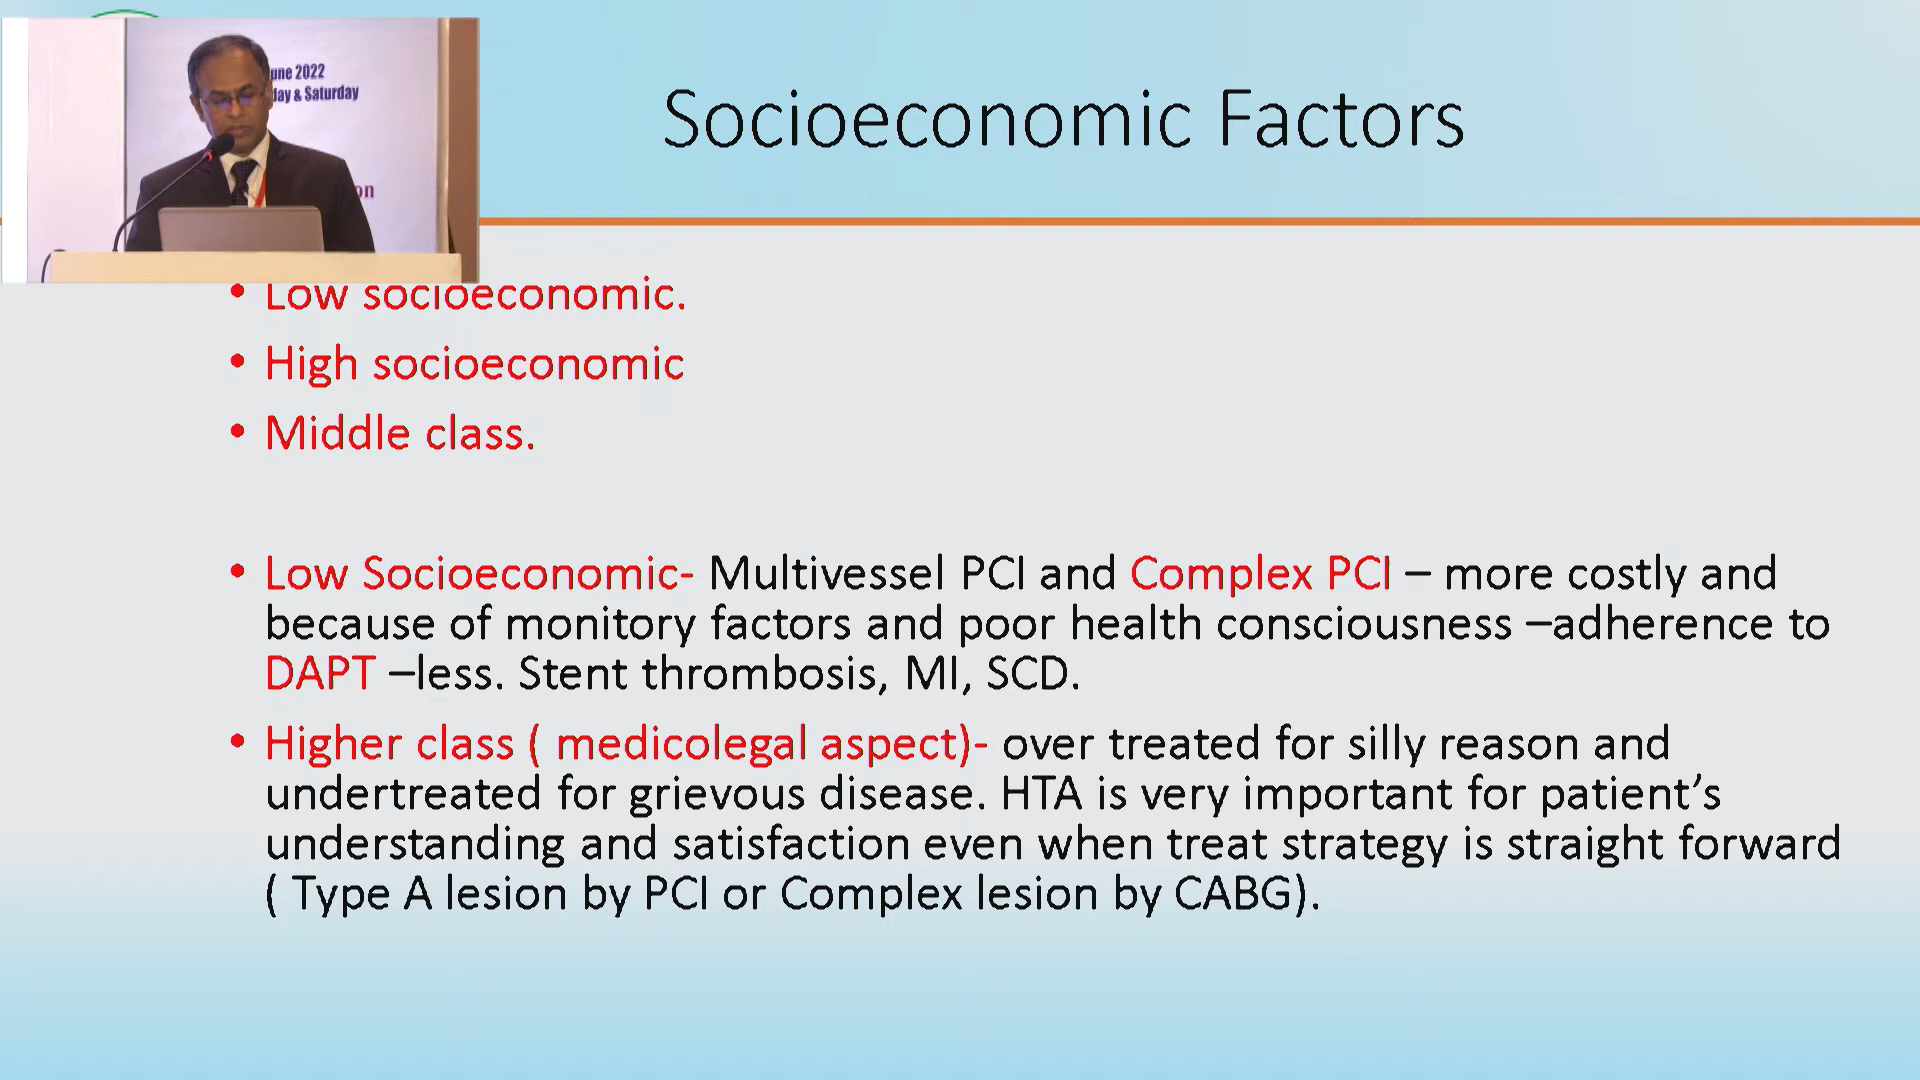 une 2022
day & Saturday
on
Socioeconomic Factors
• Low socioeconomic.
• High socioeconomic
• Middle class.
• Low Socioeconomic- Multivessel PCI and Complex PCI – more costly and
because of monitory factors and poor health consciousness –adherence to
DAPT –less. Stent thrombosis, MI, SCD.
• Higher class ( medicolegal aspect)- over treated for silly reason and
undertreated for grievous disease. HTA is very important for patient’s
understanding and satisfaction even when treat strategy is straight forward
( Type A lesion by PCI or Complex lesion by CABG).